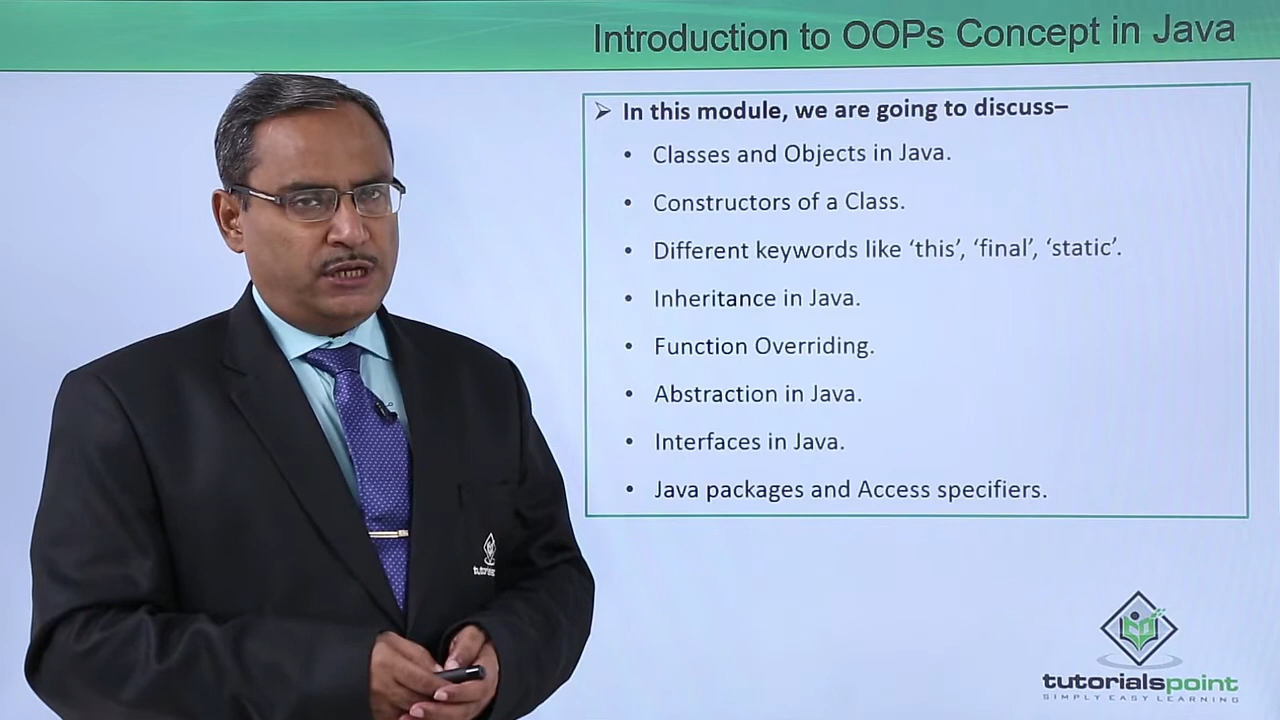 Introduction to OOPs Concept in Java
➢ In this module, we are going to discuss–
• Classes and Objects in Java.
• Constructors of a Class.
• Different keywords like ‘this’, ‘final’, ‘static’.
• Inheritance in Java.
• Function Overriding.
• Abstraction in Java.
• Interfaces in Java.
• Java packages and Access specifiers.
tutorialspoint
SIMPLY EASY LEARNING